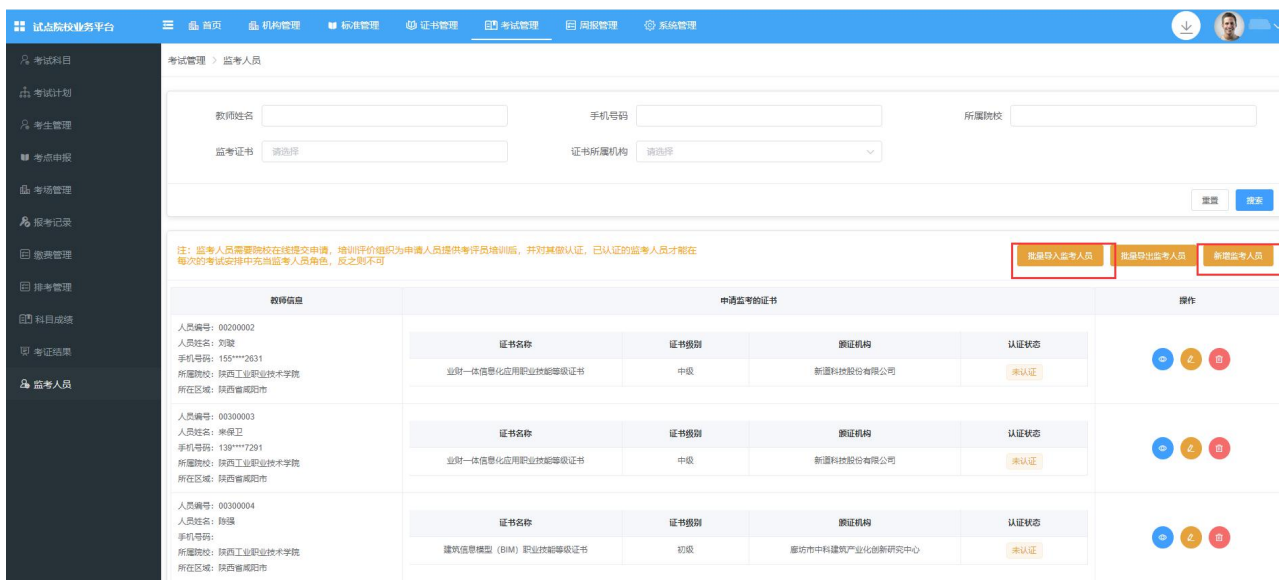 试点院校业务平台
首页 机构管理 标准管理 证书管理 考试管理 周报管理 系统管理
考试科目
考试计划
考生管理
考点申报
考场管理
报考记录
缴费管理
排考管理
科目成绩
考证结果
监考人员
考试管理 > 监考人员
教师姓名 手机号码 所属院校
监考证书 请选择 证书所属机构 请选择
重置 搜索
注：监考人员需要院校在线提交申请，培训评价组织为申请人员提供考评员培训后，并对其做认证，已认证的监考人员才能在
每次的考试安排中充当监考人员角色，反之则不可
批量导入监考人员 批量导出监考人员 新增监考人员
教师信息 申请监考的证书 操作
人员编号：00200002
人员姓名：刘璇
手机号码：155****2631
所属院校：陕西工业职业技术学院
所在区域：陕西省咸阳市
证书名称 证书级别 颁证机构 认证状态
业财一体信息化应用职业技能等级证书 中级 新道科技股份有限公司 未认证
人员编号：00300003
人员姓名：来保卫
手机号码：139****7291
所属院校：陕西工业职业技术学院
所在区域：陕西省咸阳市
证书名称 证书级别 颁证机构 认证状态
业财一体信息化应用职业技能等级证书 中级 新道科技股份有限公司 未认证
人员编号：00300004
人员姓名：陈强
手机号码：
所属院校：陕西工业职业技术学院
所在区域：陕西省咸阳市
证书名称 证书级别 颁证机构 认证状态
建筑信息模型（BIM）职业技能等级证书 初级 廊坊市中科建筑产业化创新研究中心 未认证